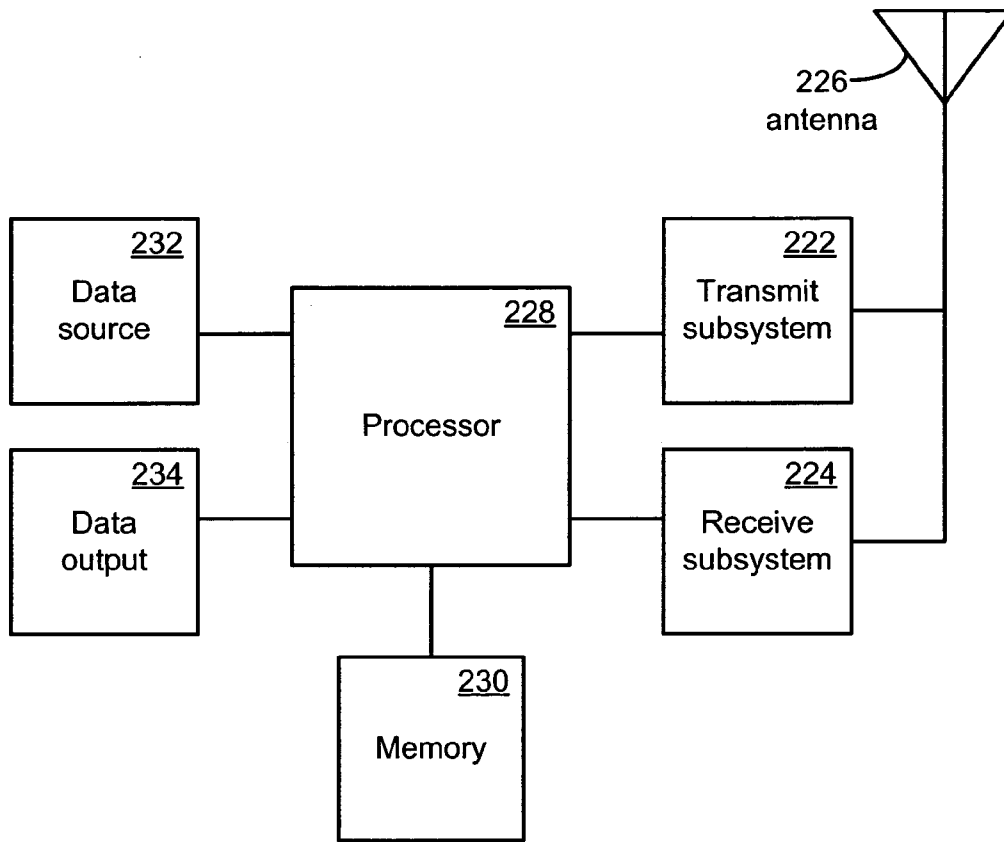 226
antenna
232
Data
source
228
Processor
222
Transmit
subsystem
234
Data
output
224
Receive
subsystem
230
Memory